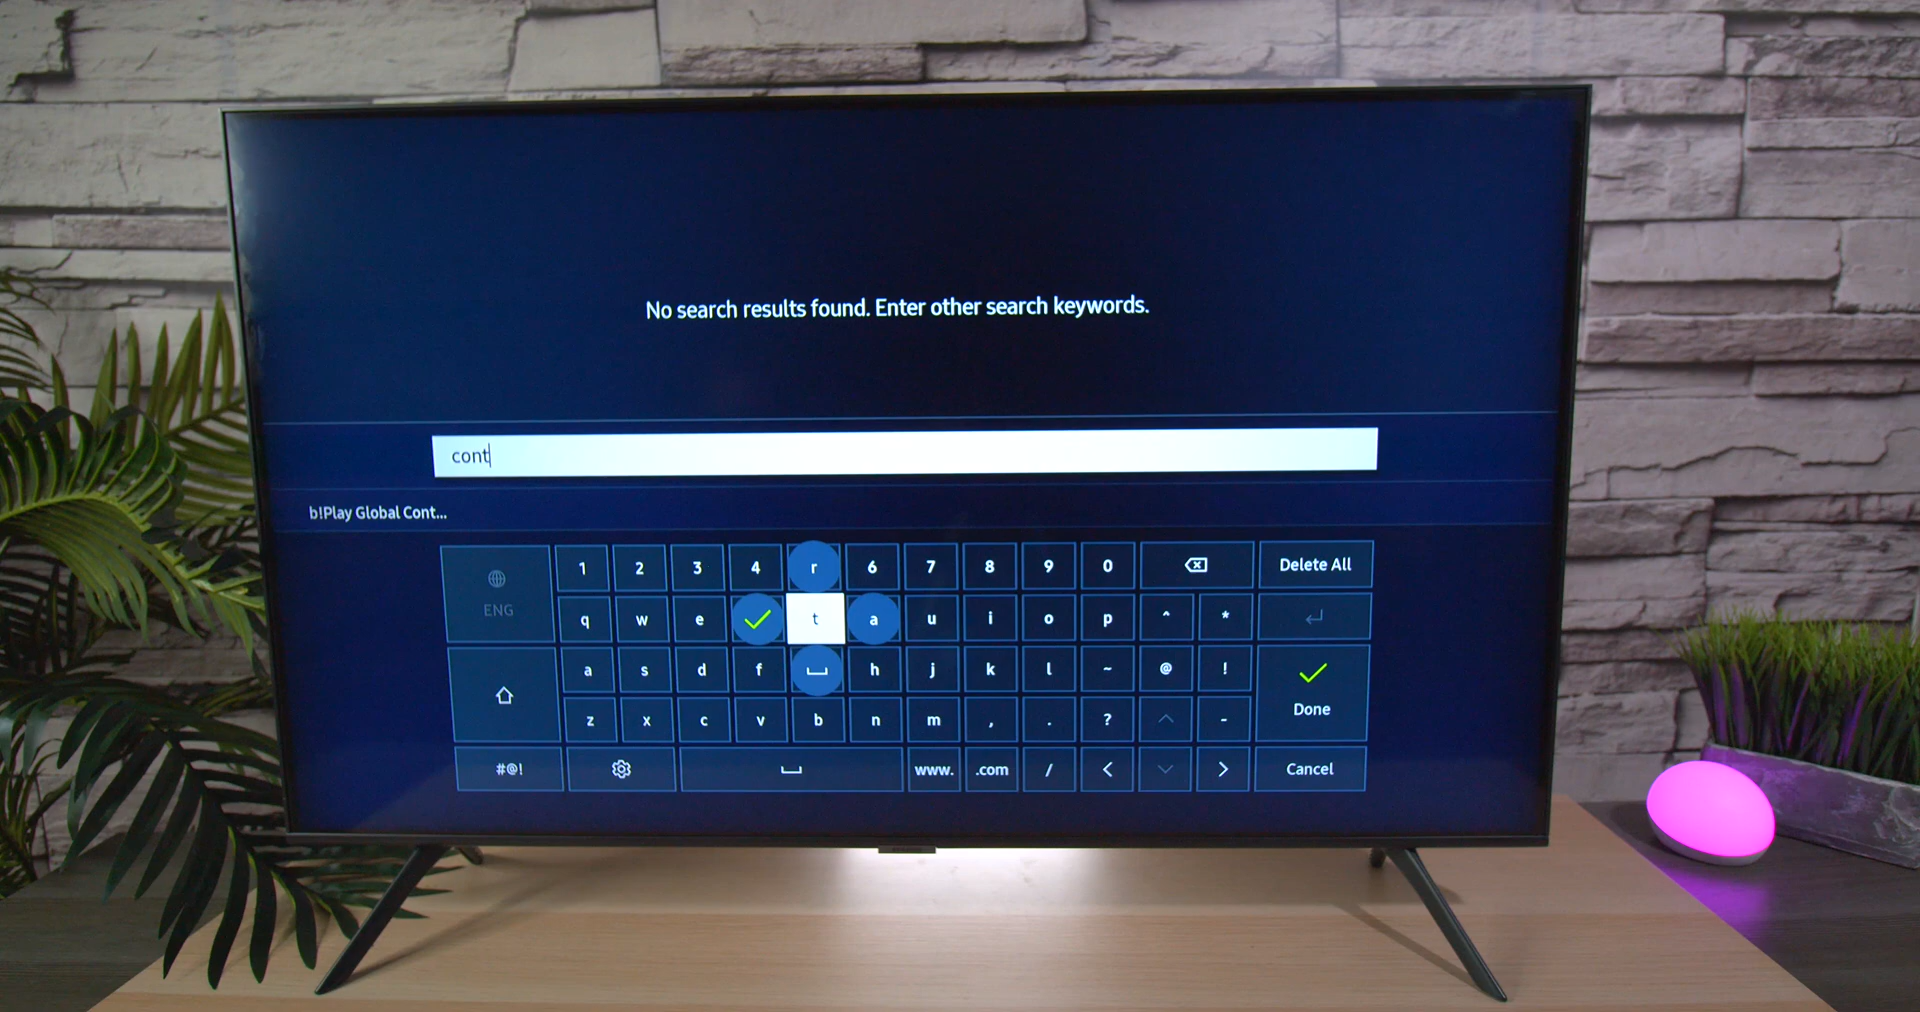 No search results found. Enter other search keywords.
cont
b!Play Global Cont...
1 2 3 4 r 6 7 8 9 0 Delete All
ENG
q w e t a u i o p ^ *
a s d f h j k l ~ @ !
z x c v b n m , . ? - Done
#@! www. .com / < > Cancel